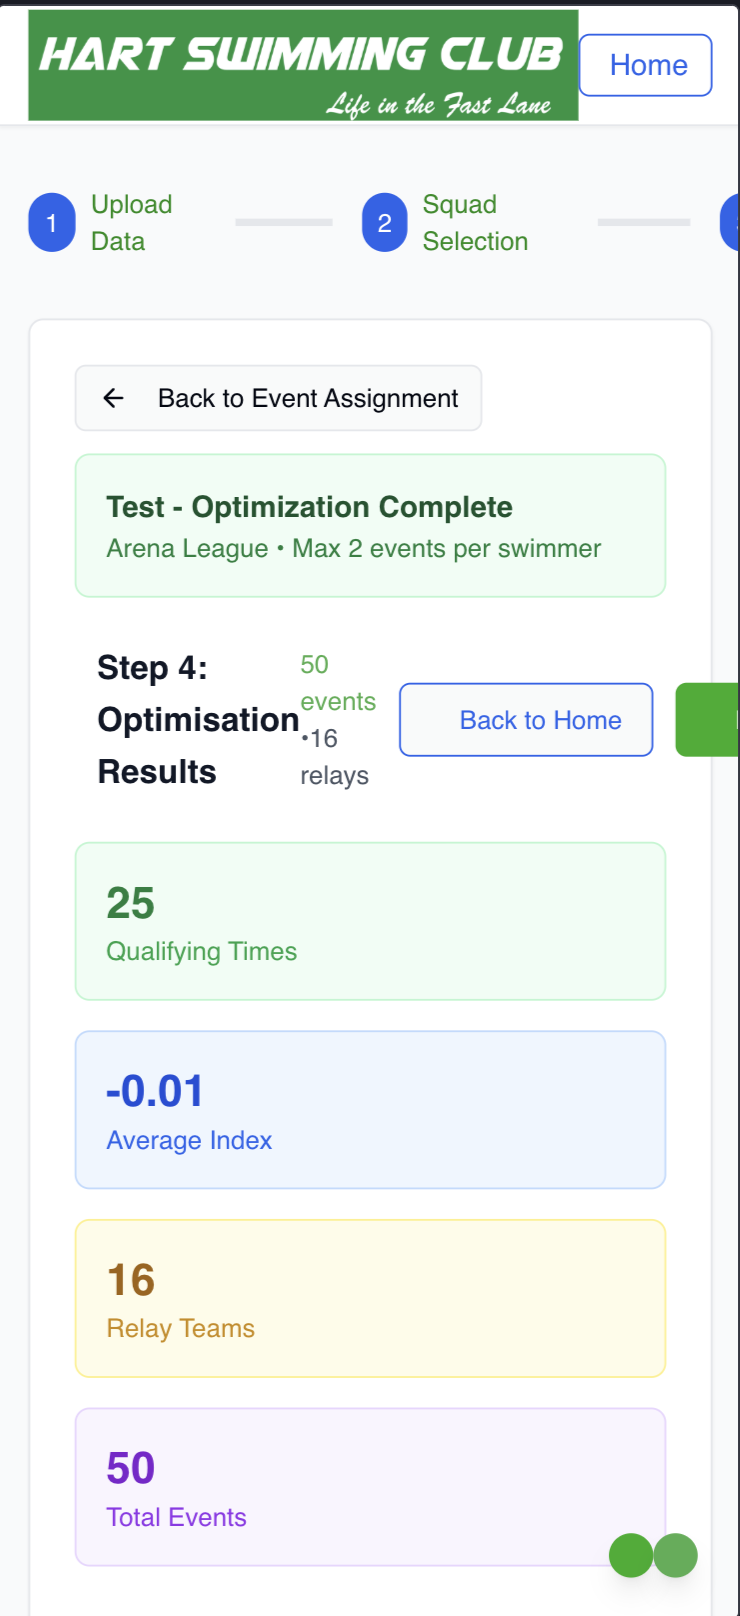 HART SWIMMING CLUB
Life in the Fast Lane
Home
1
Upload
Data
2
Squad
Selection
Back to Event Assignment
Test - Optimization Complete
Arena League • Max 2 events per swimmer
Step 4:
Optimisation
Results
50
events
•16
relays
Back to Home
25
Qualifying Times
-0.01
Average Index
16
Relay Teams
50
Total Events